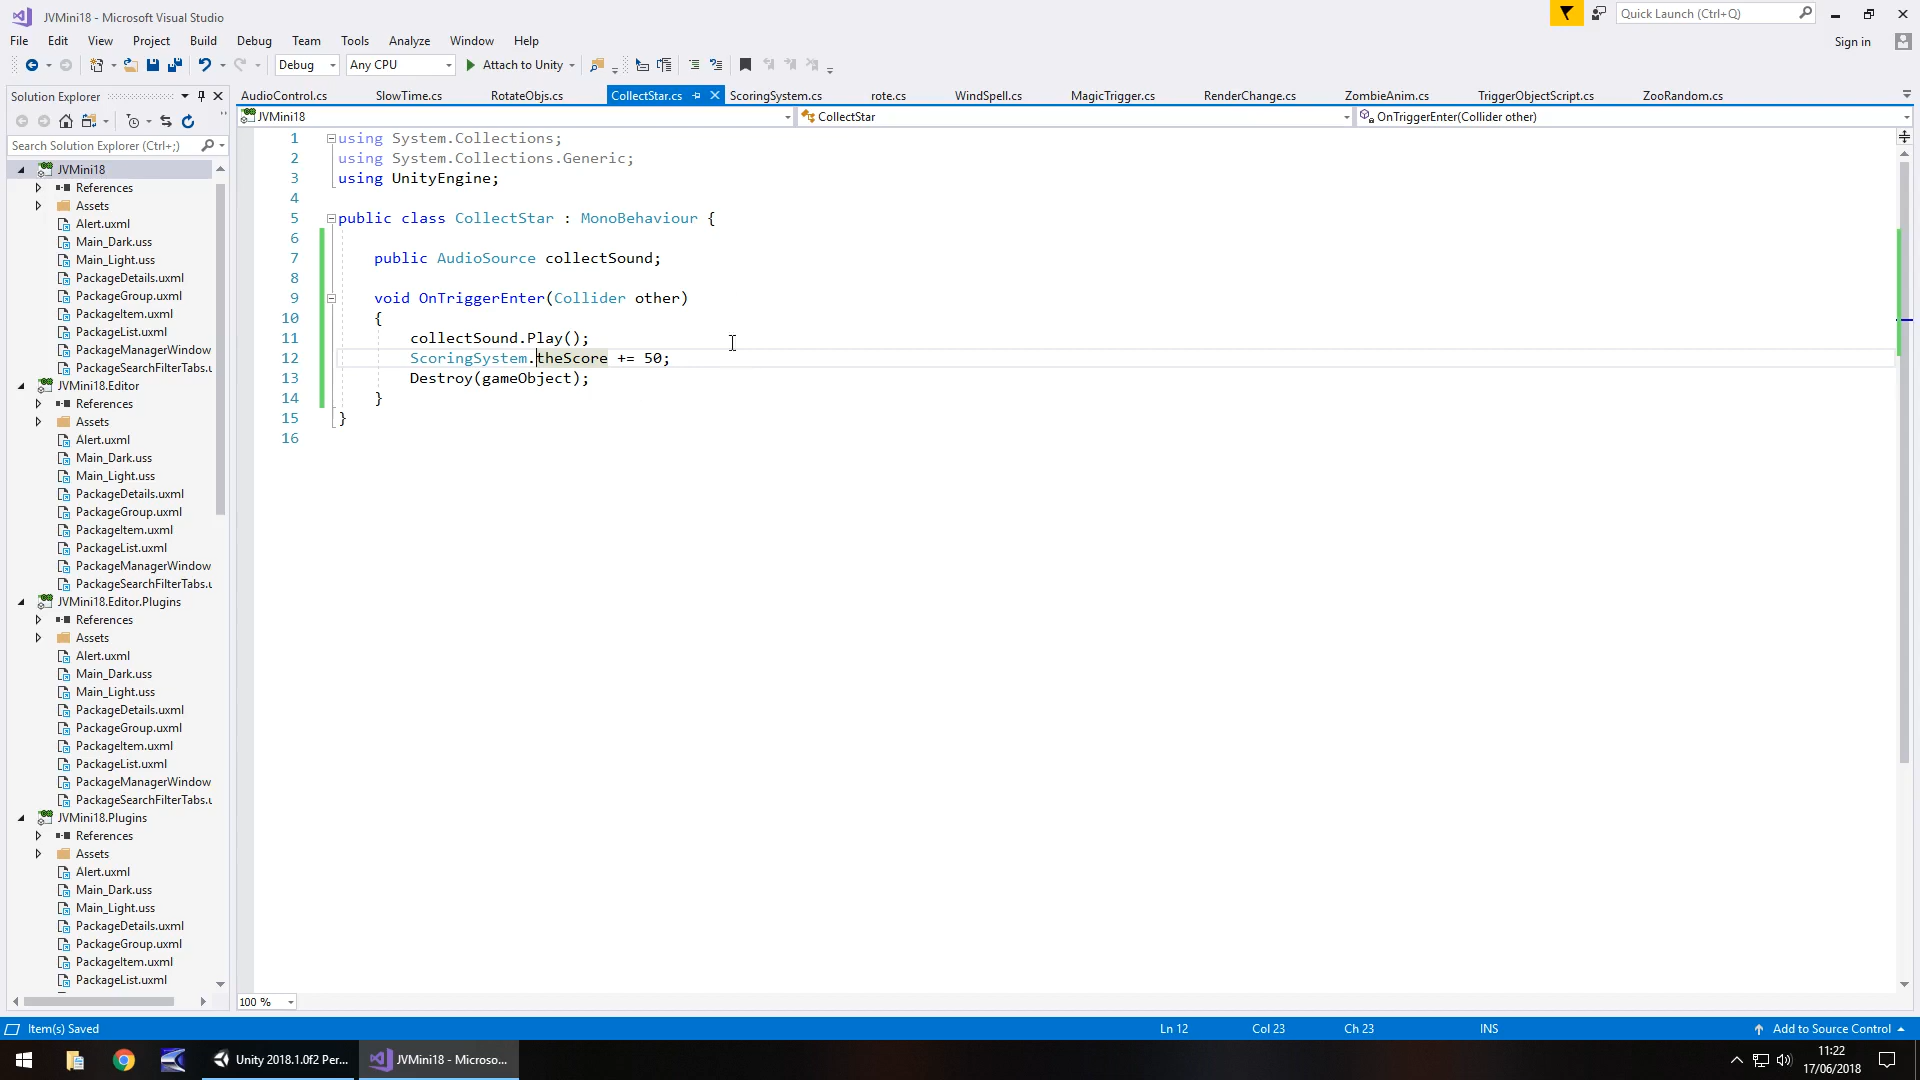 JVMini18 - Microsoft Visual Studio
Quick Launch (Ctrl+Q)
File Edit View Project Build Debug Team Tools Analyze Window Help
Sign in
Debug Any CPU Attach to Unity
Solution Explorer
AudioControl.cs SlowTime.cs RotateObjs.cs CollectStar.cs ScoringSystem.cs rote.cs WindSpell.cs MagicTrigger.cs RenderChange.cs ZombieAnim.cs TriggerObjectScript.cs ZooRandom.cs
JVMini18 CollectStar OnTriggerEnter(Collider other)
Search Solution Explorer (Ctrl+;)
JVMini18
References
Assets
Alert.uxml
Main_Dark.uss
Main_Light.uss
PackageDetails.uxml
PackageGroup.uxml
PackageItem.uxml
PackageList.uxml
PackageManagerWindow
PackageSearchFilterTabs.u
JVMini18.Editor
References
Assets
Alert.uxml
Main_Dark.uss
Main_Light.uss
PackageDetails.uxml
PackageGroup.uxml
PackageItem.uxml
PackageList.uxml
PackageManagerWindow
PackageSearchFilterTabs.u
JVMini18.Editor.Plugins
References
Assets
Alert.uxml
Main_Dark.uss
Main_Light.uss
PackageDetails.uxml
PackageGroup.uxml
PackageItem.uxml
PackageList.uxml
PackageManagerWindow
PackageSearchFilterTabs.u
JVMini18.Plugins
References
Assets
Alert.uxml
Main_Dark.uss
Main_Light.uss
PackageDetails.uxml
PackageGroup.uxml
PackageItem.uxml
PackageList.uxml
1 using System.Collections;
2 using System.Collections.Generic;
3 using UnityEngine;
4
5 public class CollectStar : MonoBehaviour {
6
7 public AudioSource collectSound;
8
9 void OnTriggerEnter(Collider other)
10 {
11 collectSound.Play();
12 ScoringSystem.theScore += 50;
13 Destroy(gameObject);
14 }
15 }
16
100 %
Item(s) Saved Ln 12 Col 23 Ch 23 INS Add to Source Control
Unity 2018.1.0f2 Per... JVMini18 - Microso...
11:22
17/06/2018